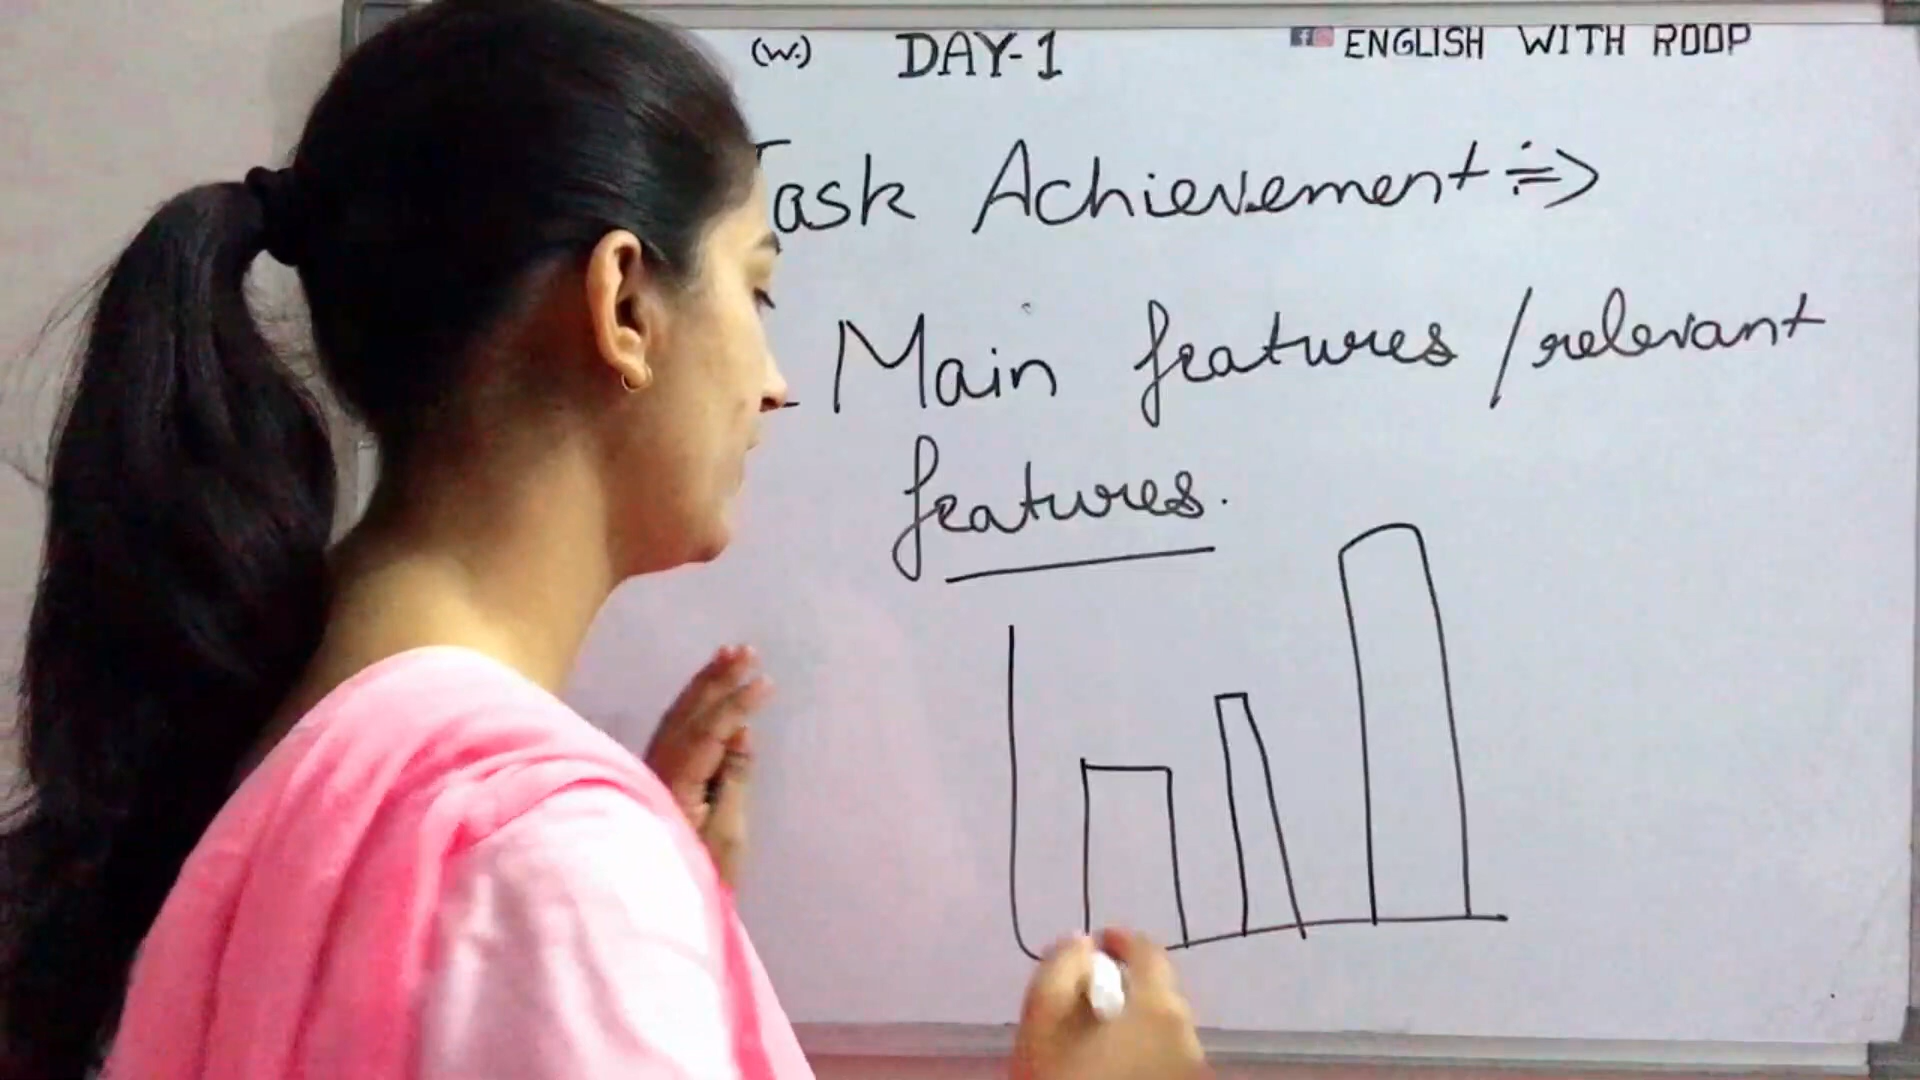 (W.) DAY-1 ENGLISH WITH ROOP
Task Achievement ⇒
- Main features / relevant
features.